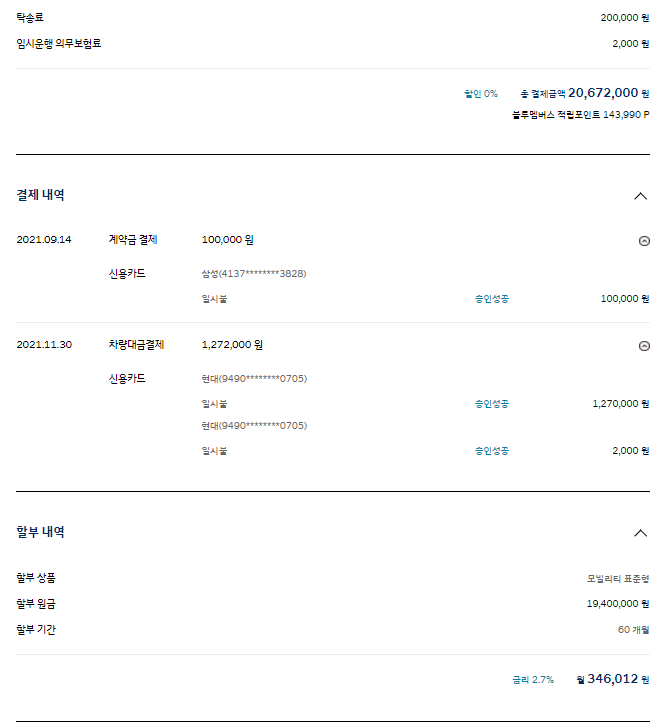 탁송료 200,000 원
임시운행 의무보험료 2,000 원
할인 0% 총 결제금액 20,672,000 원
블루멤버스 적립포인트 143,990 P
결제 내역
2021.09.14 계약금 결제 100,000 원
신용카드 삼성(4137********3828)
일시불 승인성공 100,000 원
2021.11.30 차량대금결제 1,272,000 원
신용카드 현대(9490********0705)
일시불 승인성공 1,270,000 원
현대(9490********0705)
일시불 승인성공 2,000 원
할부 내역
할부 상품 모빌리티 표준형
할부 원금 19,400,000 원
할부 기간 60 개월
금리 2.7% 월 346,012 원